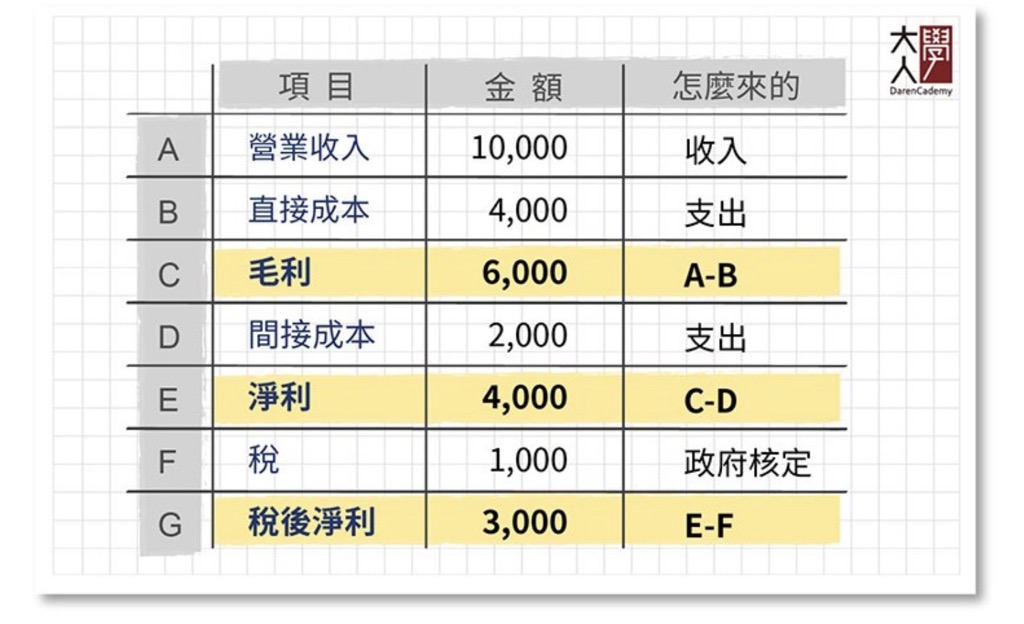 大人學
DarenCademy
項目 金額 怎麼來的
A 營業收入 10,000 收入
B 直接成本 4,000 支出
C 毛利 6,000 A-B
D 間接成本 2,000 支出
E 淨利 4,000 C-D
F 稅 1,000 政府核定
G 稅後淨利 3,000 E-F